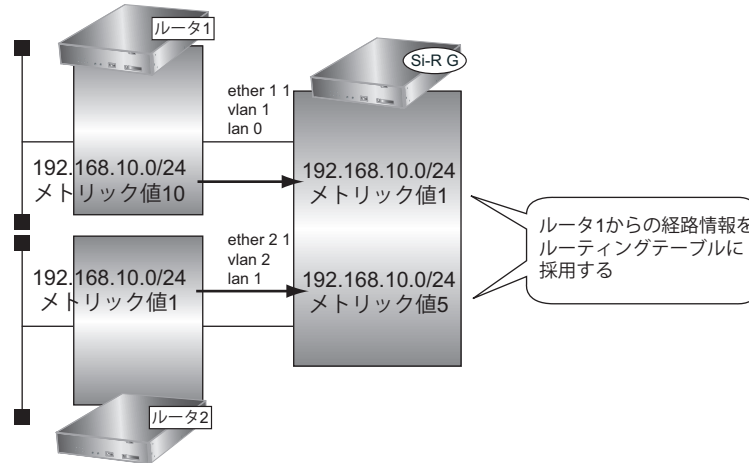 ルータ1
Si-R G
ether 1 1
vlan 1
lan 0
192.168.10.0/24
メトリック値10
192.168.10.0/24
メトリック値1
ether 2 1
vlan 2
lan 1
192.168.10.0/24
メトリック値1
192.168.10.0/24
メトリック値5
ルータ1からの経路情報を
ルーティングテーブルに
採用する
ルータ2